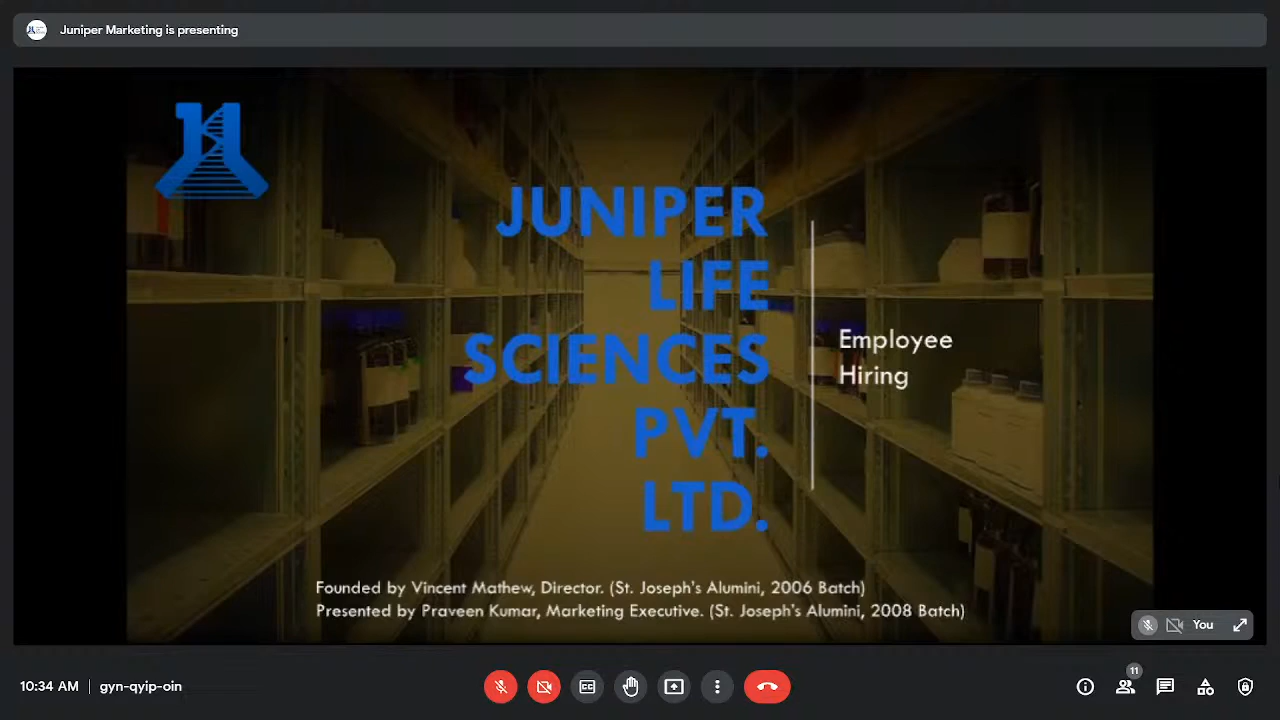 Juniper Marketing is presenting
JUNIPER
LIFE
SCIENCES
PVT.
LTD.
Employee
Hiring
Founded by Vincent Mathew, Director. (St. Joseph's Alumini, 2006 Batch)
Presented by Praveen Kumar, Marketing Executive. (St. Joseph's Alumini, 2008 Batch)
You
11
10:34 AM | gyn-qyip-oin